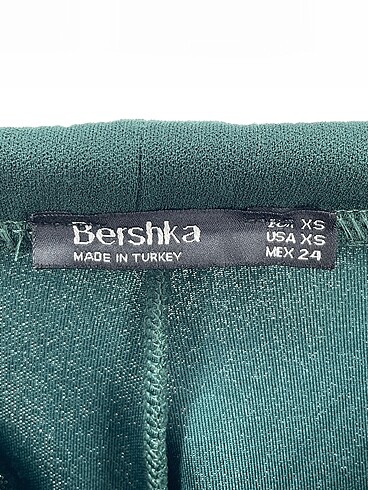 Bershka
MADE IN TURKEY
XS
USA XS
MEX 24